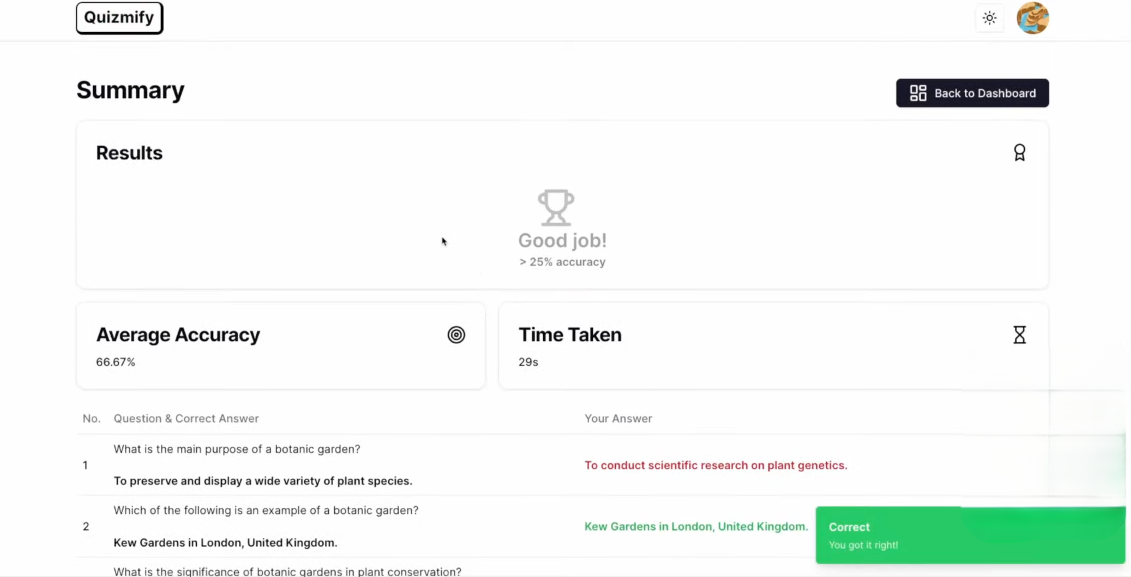 Quizmify
Summary
Back to Dashboard
Results
Good job!
> 25% accuracy
Average Accuracy
66.67%
Time Taken
29s
No. Question & Correct Answer Your Answer
What is the main purpose of a botanic garden?
1 To conduct scientific research on plant genetics.
To preserve and display a wide variety of plant species.
Which of the following is an example of a botanic garden?
2 Kew Gardens in London, United Kingdom.
Kew Gardens in London, United Kingdom.
Correct
You got it right!
What is the significance of botanic gardens in plant conservation?